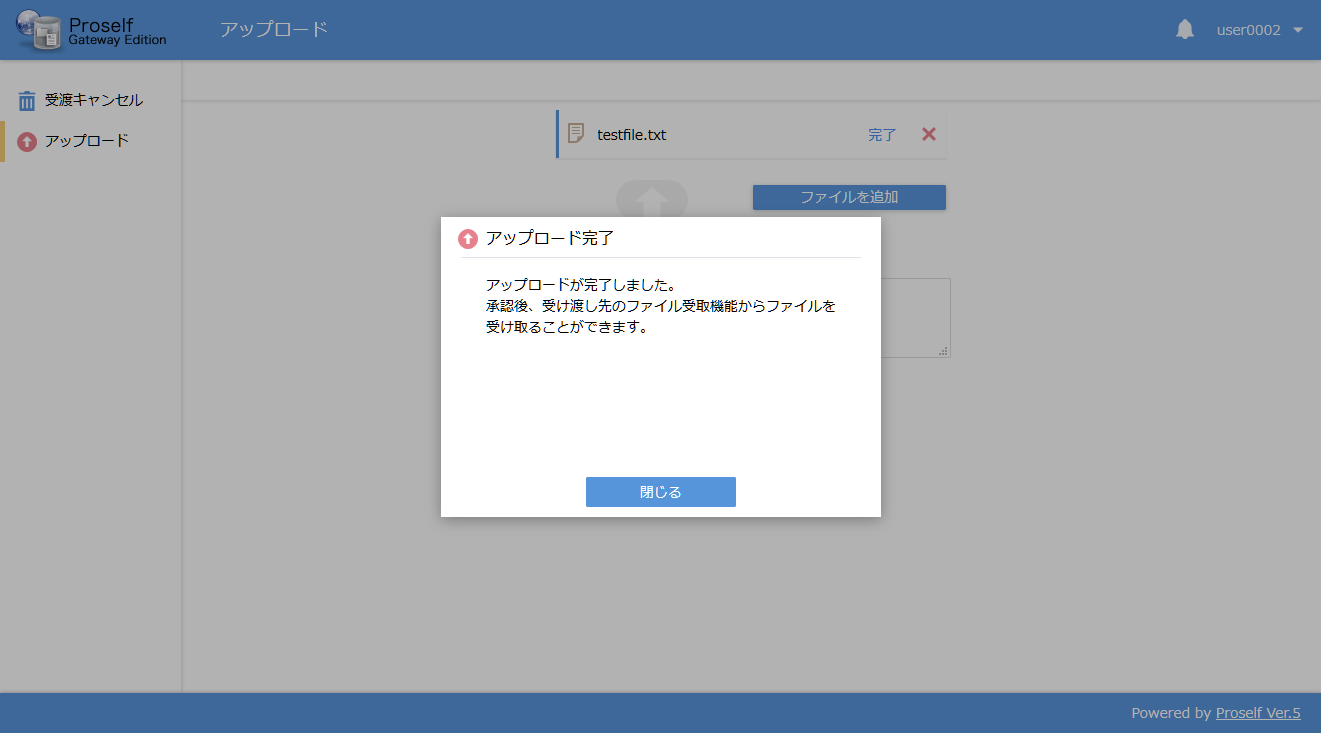 Proself
Gateway Edition
アップロード
user0002
受渡キャンセル
アップロード
testfile.txt
完了
ファイルを追加
アップロード完了
アップロードが完了しました。
承認後、受け渡し先のファイル受取機能からファイルを
受け取ることができます。
閉じる
Powered by Proself Ver.5